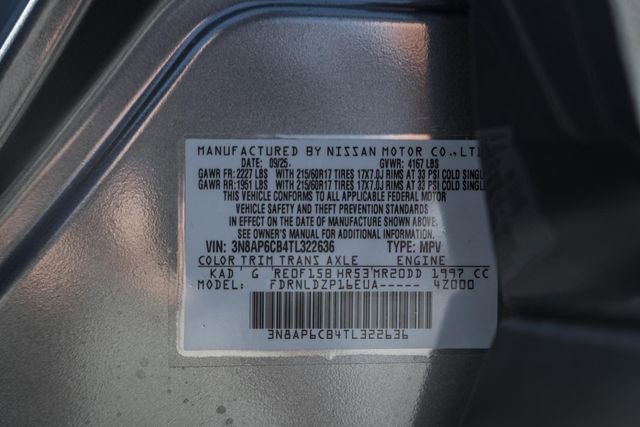 MANUFACTURED BY NISSAN MOTOR CO., LTD
DATE: 09/25. GVWR: 4167 LBS
GAWR FR: 2227 LBS WITH 215/60R17 TIRES 17X7.0J RIMS AT 33 PSI COLD SINGLE
GAWR RR: 1951 LBS WITH 215/60R17 TIRES 17X7.0J RIMS AT 33 PSI COLD SINGLE
THIS VEHICLE CONFORMS TO ALL APPLICABLE FEDERAL MOTOR
VEHICLE SAFETY AND THEFT PREVENTION STANDARDS
IN EFFECT ON THE DATE OF MANUFACTURE SHOWN ABOVE.
SEE OWNER'S MANUAL FOR ADDITIONAL INFORMATION.
VIN: 3N8AP6CB4TL322636 TYPE: MPV
COLOR TRIM TRANS AXLE ENGINE
KAD G RE0F15B HR53 MR20DD 1997 CC
MODEL: FDRNLDZP16EUA----- 4Z000
3N8AP6CB4TL322636